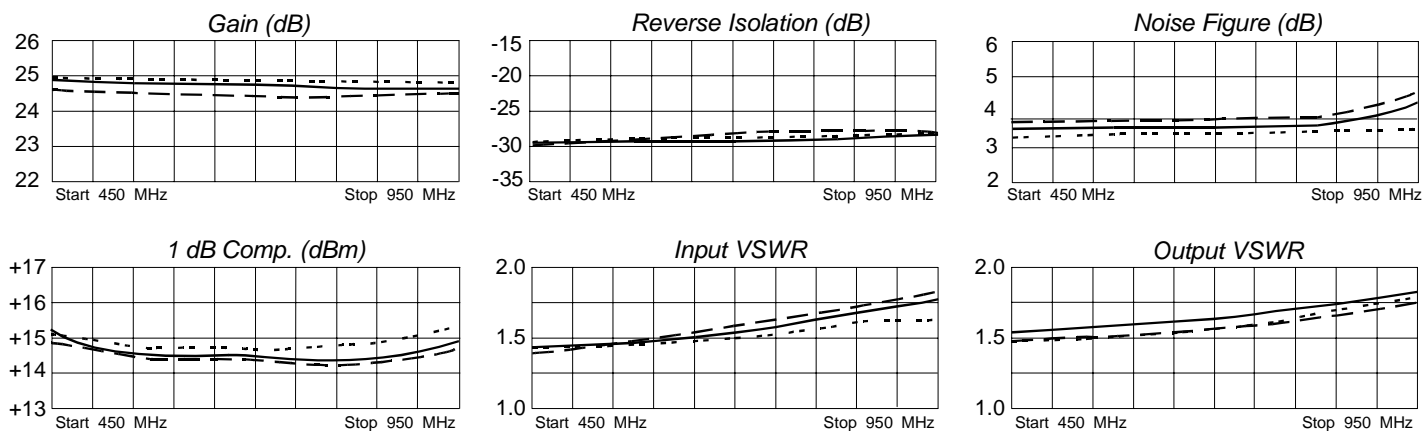 Gain (dB)
26
25
24
23
22
Start 450 MHz
Stop 950 MHz
Reverse Isolation (dB)
-15
-20
-25
-30
-35
Start 450 MHz
Stop 950 MHz
Noise Figure (dB)
6
5
4
3
2
Start 450 MHz
Stop 950 MHz
1 dB Comp. (dBm)
+17
+16
+15
+14
+13
Start 450 MHz
Stop 950 MHz
Input VSWR
2.0
1.5
1.0
Start 450 MHz
Stop 950 MHz
Output VSWR
2.0
1.5
1.0
Start 450 MHz
Stop 950 MHz